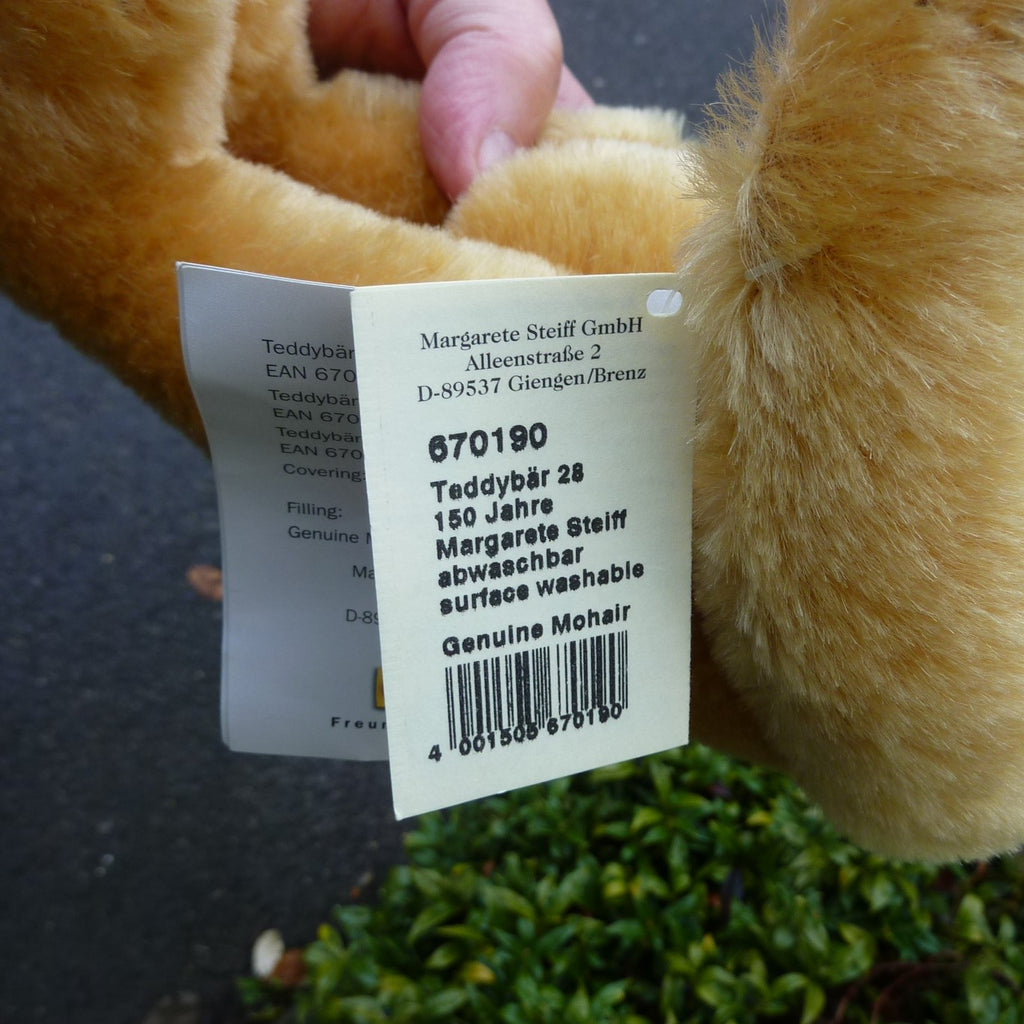 Teddybär
EAN 670
Teddybär
EAN 670
Teddybär
EAN 670
Covering:
Filling:
Genuine
D-89
Margarete Steiff GmbH
Alleenstraße 2
D-89537 Giengen/Brenz
670190
Teddybär 28
150 Jahre
Margarete Steiff
abwaschbar
surface washable
Genuine Mohair
4 001505 670190